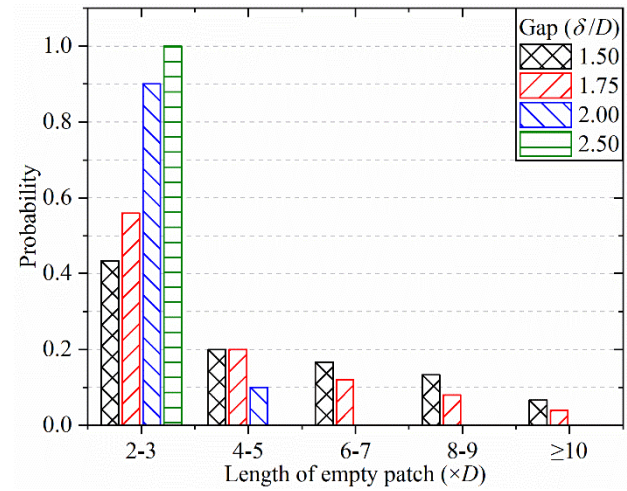 Gap (δ/D)
1.50
1.75
2.00
2.50
Probability
1.0
0.8
0.6
0.4
0.2
0.0
2-3 4-5 6-7 8-9 ≥10
Length of empty patch (×D)